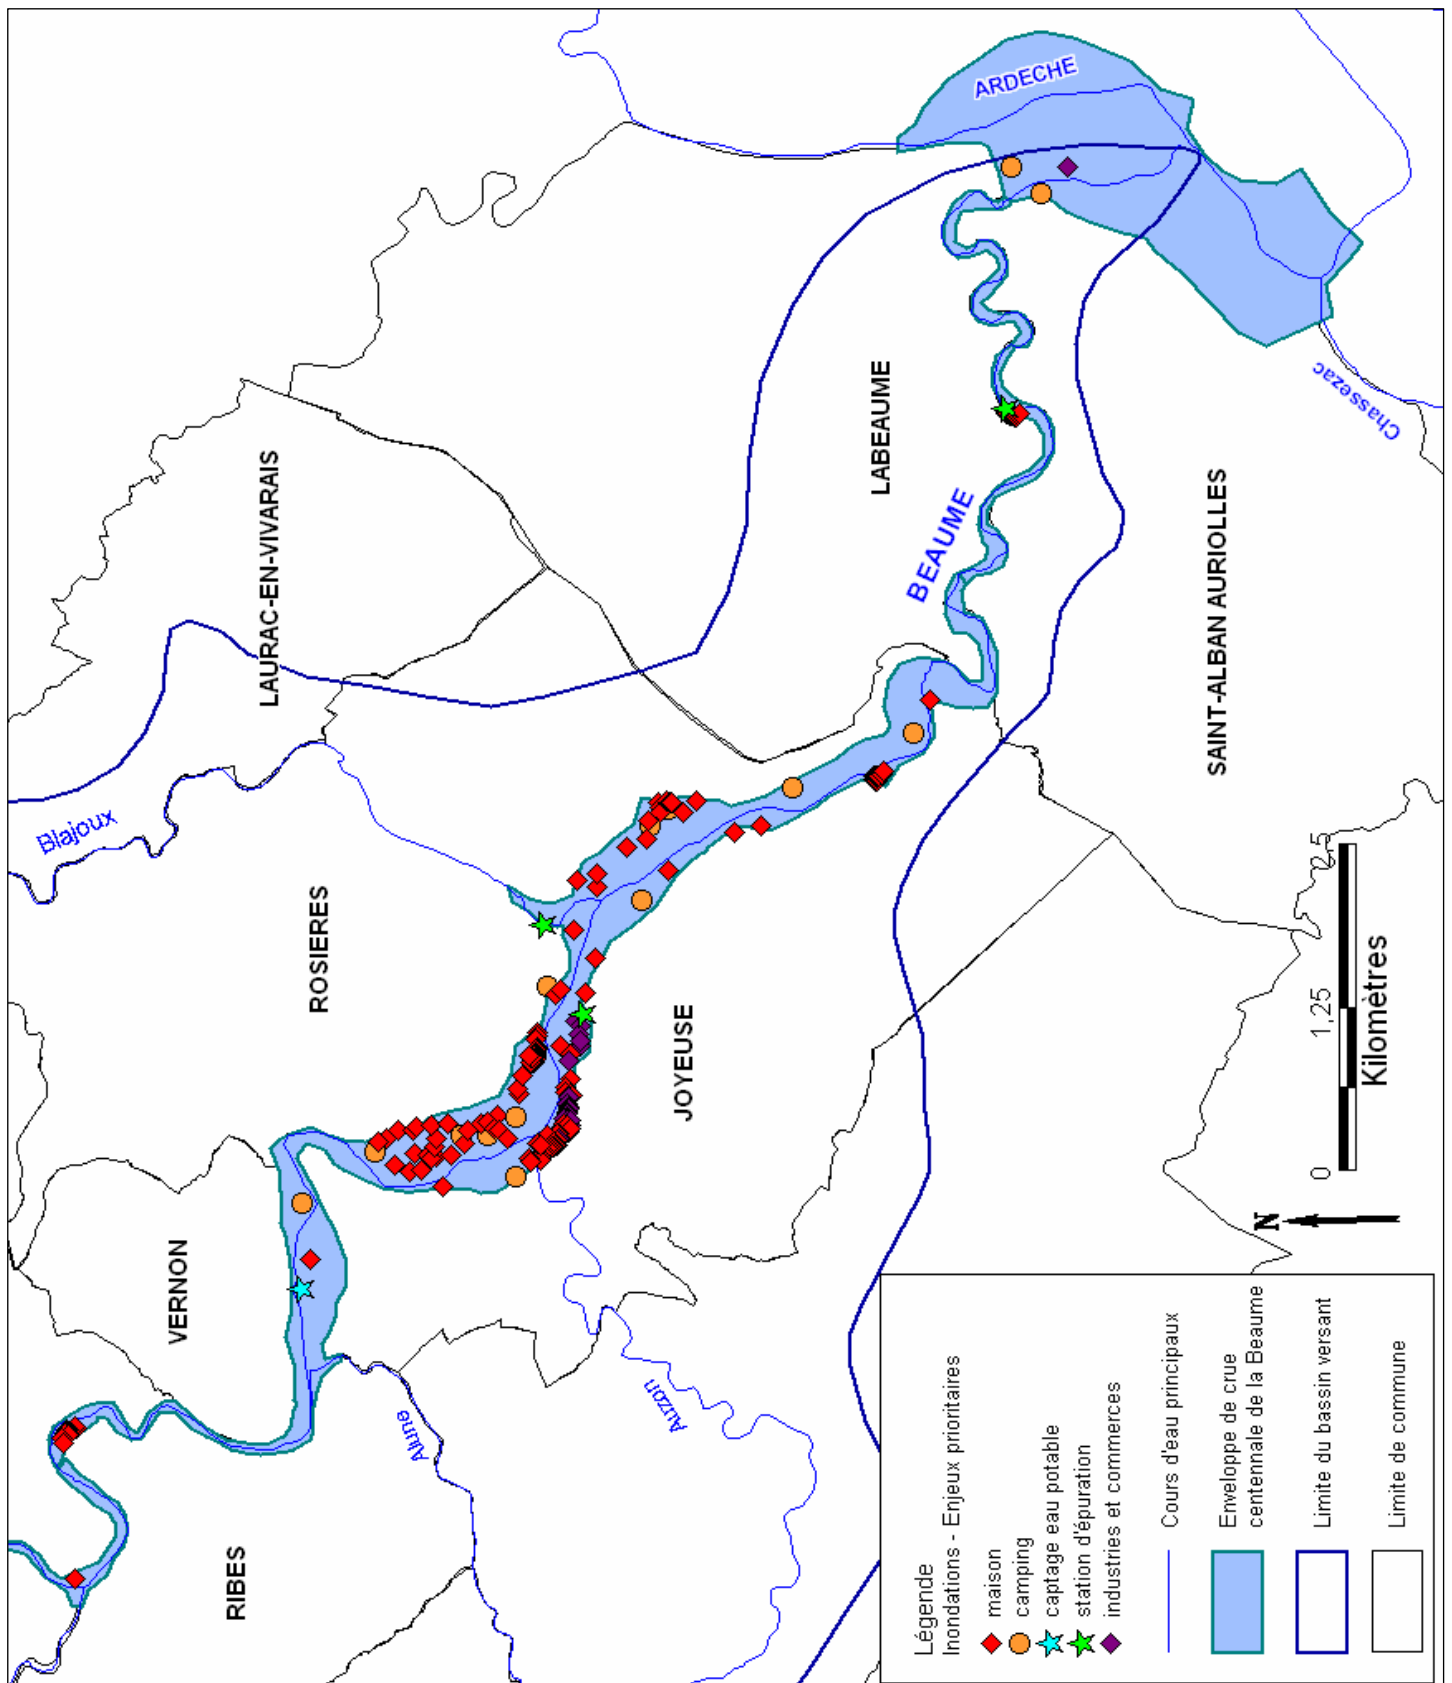 RIBES
VERNON
ROSIERES
LAURAC-EN-VIVARAIS
JOYEUSE
LABEAUME
SAINT-ALBAN AURIOLLES
Blajoux
Alune
Auzon
BEAUME
ARDECHE
Chassezac
Légende
Inondations - Enjeux prioritaires
maison
camping
captage eau potable
station d'épuration
industries et commerces
Cours d'eau principaux
Enveloppe de crue
centennale de la Beaume
Limite du bassin versant
Limite de commune
N
0 1,25 2,5
Kilomètres